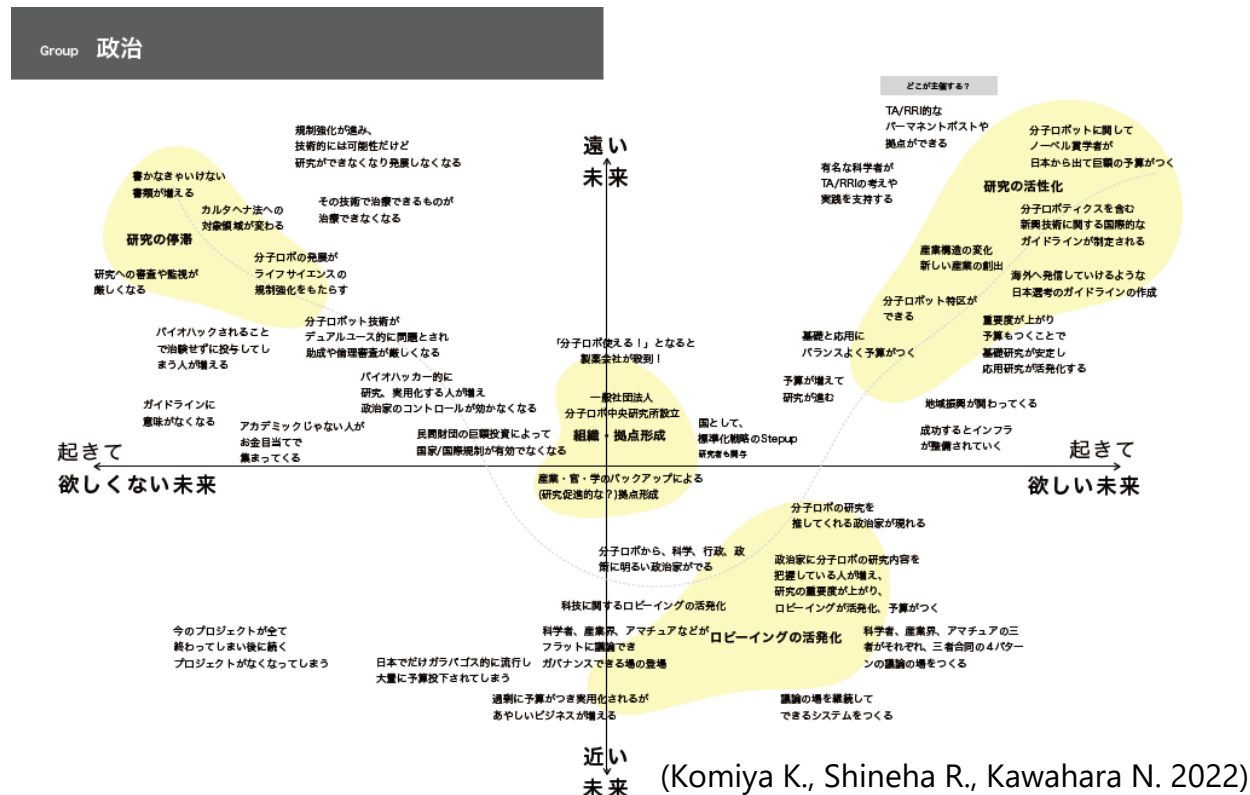 Group 政治
どこが主催する？
遠い
未来
TA/RRI的な
パーマネントポストや
拠点ができる
有名な科学者が
TA/RRIの考えや
実践を支持する
分子ロボットに関して
ノーベル賞学者が
日本から出て巨額の予算がつく
研究の活性化
分子ロボティクスを含む
新興技術に関する国際的な
ガイドラインが制定される
産業構造の変化
新しい産業の創出
海外へ発信していけるような
日本選考のガイドラインの作成
分子ロボット特区が
できる
重要度が上がり
予算もつくことで
基礎研究が安定し
応用研究が活発化する
基礎と応用に
バランスよく予算がつく
予算が増えて
研究が進む
地域振興が関わってくる
成功するとインフラ
が整備されていく
規制強化が進み、
技術的には可能性だけど
研究ができなくなり発展しなくなる
書かなきゃいけない
書類が増える
カルタヘナ法への
対象領域が変わる
その技術で治療できるものが
治療できなくなる
研究の停滞
研究への審査や監視が
厳しくなる
分子ロボの発展が
ライフサイエンスの
規制強化をもたらす
バイオハックされること
で治験せずに投与してし
まう人が増える
分子ロボット技術が
デュアルユース的に問題とされ
助成や倫理審査が厳しくなる
バイオハッカー的に
研究、実用化する人が増え
政治家のコントロールが効かなくなる
ガイドラインに
意味がなくなる
アカデミックじゃない人が
お金目当てで
集まってくる
民間財団の巨額投資によって
国家/国際規制が有効でなくなる
「分子ロボ使える！」となると
製薬会社が殺到！
一般社団法人
分子ロボ中央研究所設立
組織・拠点形成
国として、
標準化戦略のStepup
研究者も関与
産業・官・学のバックアップによる
(研究促進的な?)拠点形成
起きて
欲しくない未来
起きて
欲しい未来
分子ロボの研究を
推してくれる政治家が現れる
分子ロボから、科学、行政、政
策に明るい政治家がでる
政治家に分子ロボの研究内容を
把握している人が増え、
研究の重要度が上がり、
ロビーイングが活発化、予算がつく
科技に関するロビーイングの活発化
科学者、産業界、アマチュアなどが
フラットに議論でき
ガバナンスできる場の登場
ロビーイングの活発化
科学者、産業界、アマチュアの三
者がそれぞれ、三者合同の４パター
ンの議論の場をつくる
今のプロジェクトが全て
終わってしまい後に続く
プロジェクトがなくなってしまう
日本でだけガラパゴス的に流行し
大量に予算投下されてしまう
過剰に予算がつき実用化されるが
あやしいビジネスが増える
議論の場を継続して
できるシステムをつくる
近い
未来
(Komiya K., Shineha R., Kawahara N. 2022)